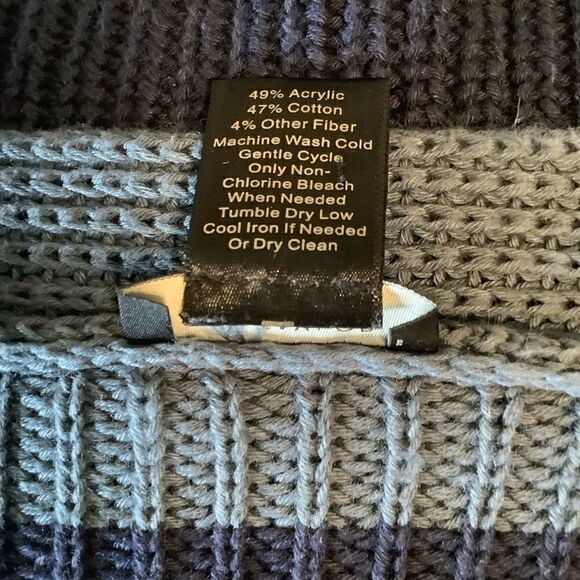 49% Acrylic
47% Cotton
4% Other Fiber
Machine Wash Cold
Gentle Cycle
Only Non-
Chlorine Bleach
When Needed
Tumble Dry Low
Cool Iron If Needed
Or Dry Clean